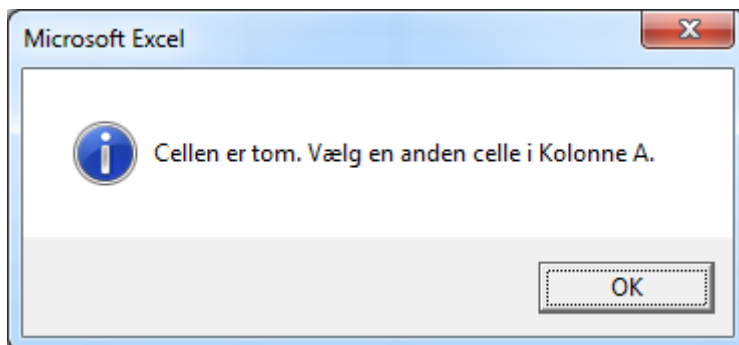 Microsoft Excel
Cellen er tom. Vælg en anden celle i Kolonne A.
OK